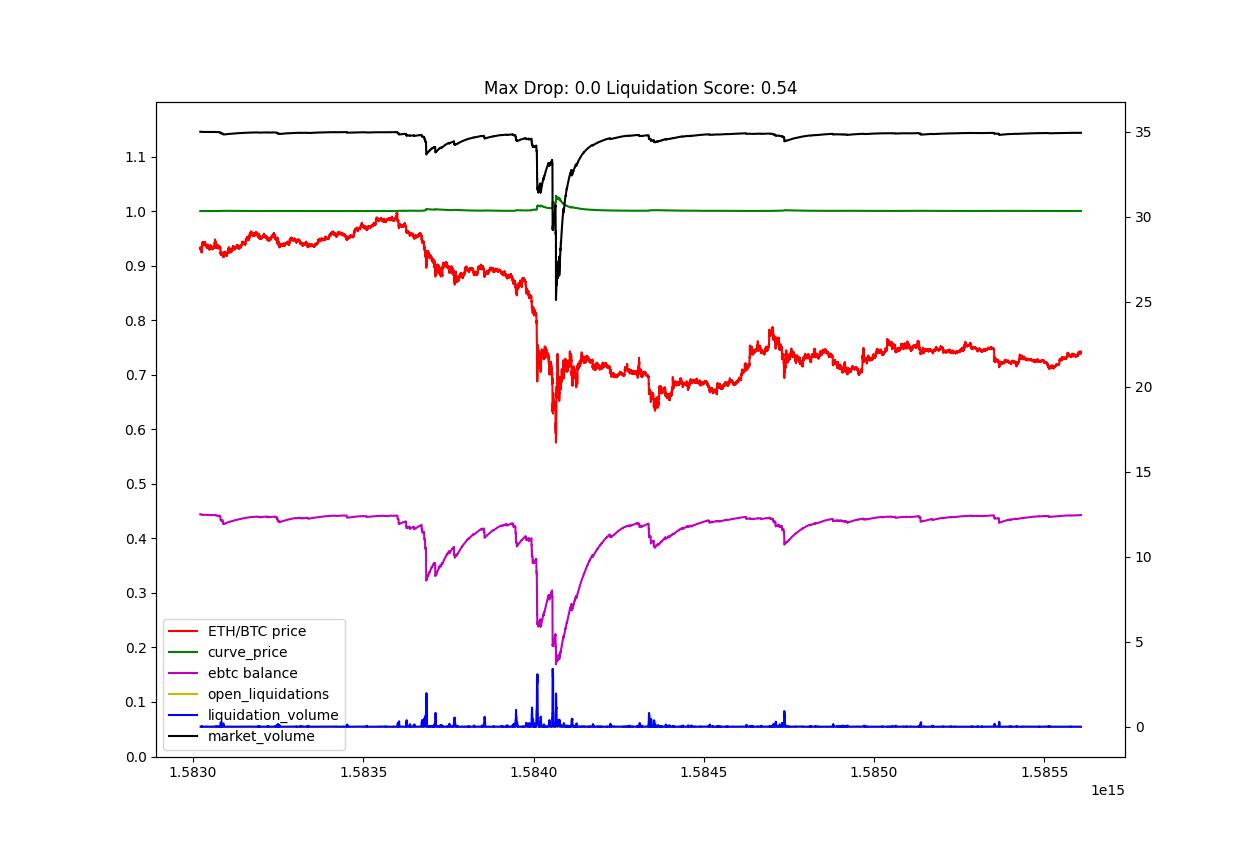 Max Drop: 0.0 Liquidation Score: 0.54
1.1
1.0
0.9
0.8
0.7
0.6
0.5
0.4
0.3
0.2
0.1
0.0
35
30
25
20
15
10
5
0
ETH/BTC price
curve_price
ebtc balance
open_liquidations
liquidation_volume
market_volume
1.5830 1.5835 1.5840 1.5845 1.5850 1.5855
1e15